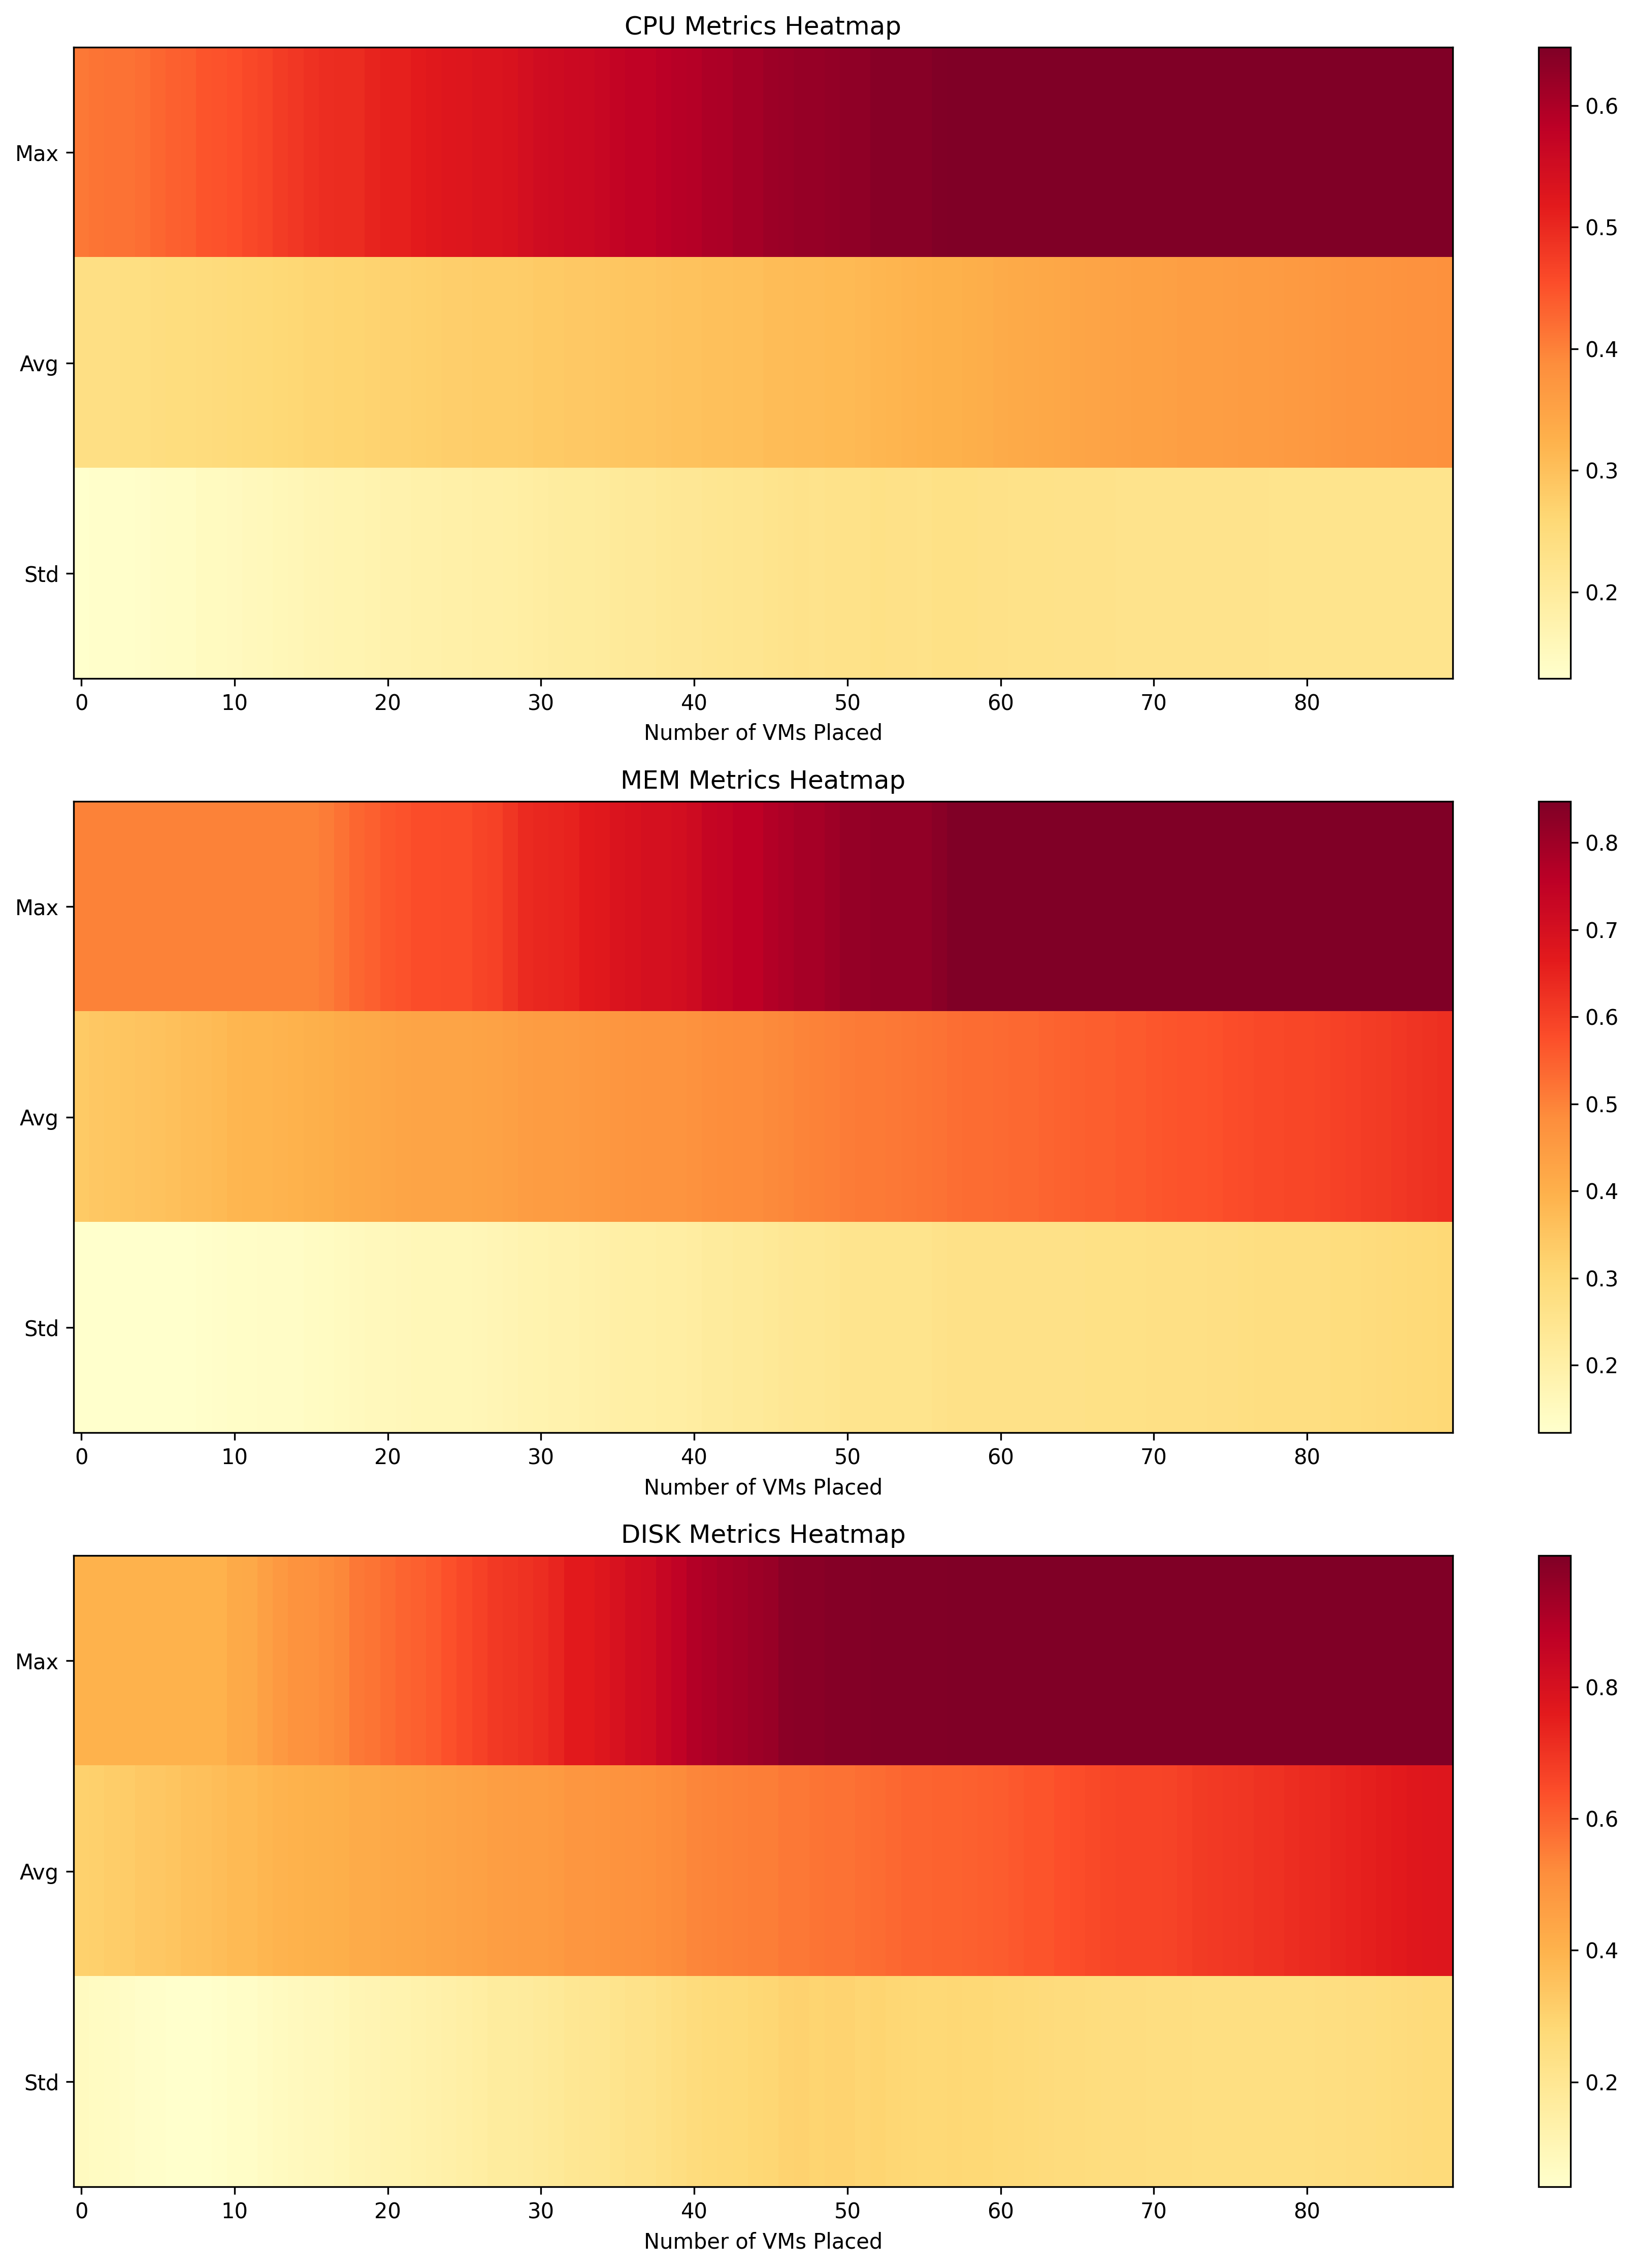 CPU Metrics Heatmap
Max
Avg
Std
0 10 20 30 40 50 60 70 80
Number of VMs Placed
0.6
0.5
0.4
0.3
0.2
MEM Metrics Heatmap
Max
Avg
Std
0 10 20 30 40 50 60 70 80
Number of VMs Placed
0.8
0.7
0.6
0.5
0.4
0.3
0.2
DISK Metrics Heatmap
Max
Avg
Std
0 10 20 30 40 50 60 70 80
Number of VMs Placed
0.8
0.6
0.4
0.2